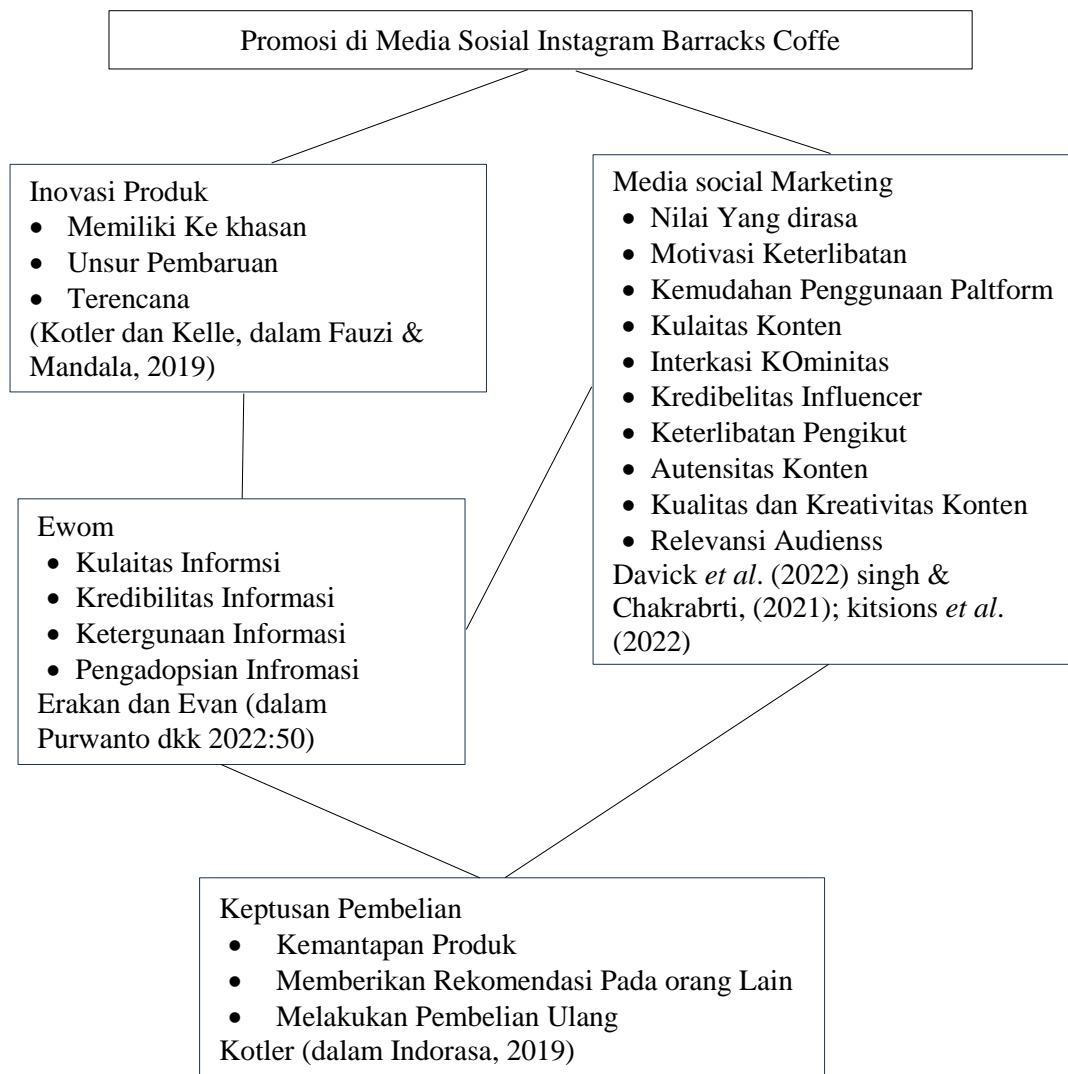 Promosi di Media Sosial Instagram Barracks Coffe
Inovasi Produk
• Memiliki Ke khasan
• Unsur Pembaruan
• Terencana
(Kotler dan Kelle, dalam Fauzi &
Mandala, 2019)
Media social Marketing
• Nilai Yang dirasa
• Motivasi Keterlibatan
• Kemudahan Penggunaan Paltform
• Kulaitas Konten
• Interkasi KOminitas
• Kredibelitas Influencer
• Keterlibatan Pengikut
• Autensitas Konten
• Kualitas dan Kreativitas Konten
• Relevansi Audienss
Davick et al. (2022) singh &
Chakrabrti, (2021); kitsions et al.
(2022)
Ewom
• Kulaitas Informsi
• Kredibilitas Informasi
• Ketergunaan Informasi
• Pengadopsian Infromasi
Erakan dan Evan (dalam
Purwanto dkk 2022:50)
Keptusan Pembelian
• Kemantapan Produk
• Memberikan Rekomendasi Pada orang Lain
• Melakukan Pembelian Ulang
Kotler (dalam Indorasa, 2019)